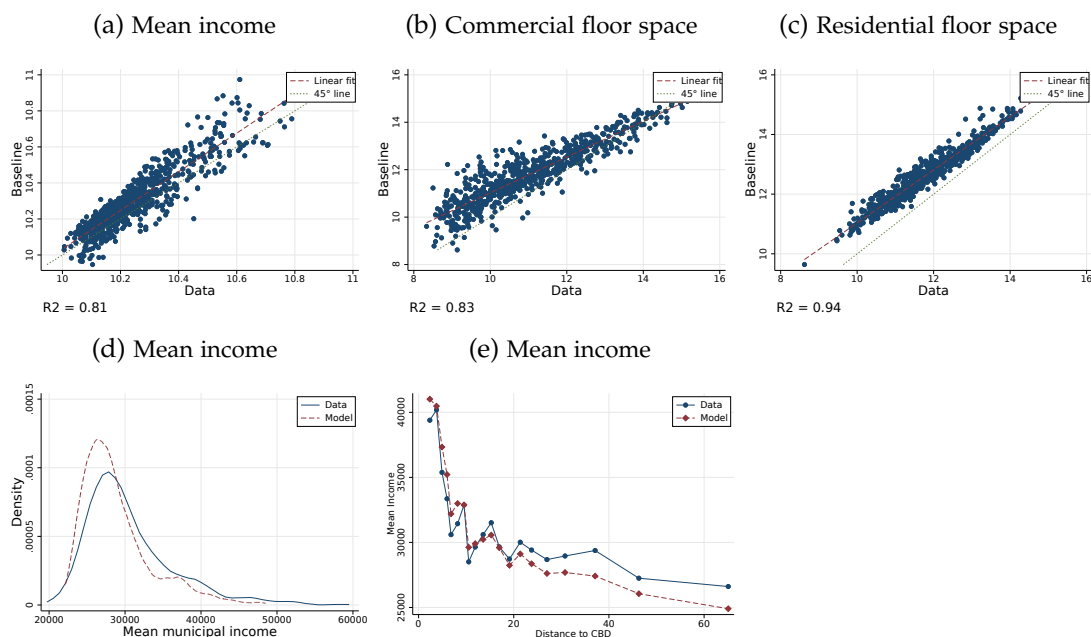 (a) Mean income
(b) Commercial floor space
(c) Residential floor space
Baseline
11
10.8
10.6
10.4
10.2
10
Linear fit
45° line
10
10.2
10.4
10.6
10.8
11
Data
R2 = 0.81
Baseline
16
14
12
10
8
Linear fit
45° line
8
10
12
14
16
Data
R2 = 0.83
Baseline
16
14
12
10
Linear fit
45° line
8
10
12
14
16
Data
R2 = 0.94
(d) Mean income
(e) Mean income
Density
.00015
.0001
.00005
0
Data
Model
20000
30000
40000
50000
60000
Mean municipal income
Mean Income
40000
35000
30000
25000
Data
Model
0
20
40
60
Distance to CBD